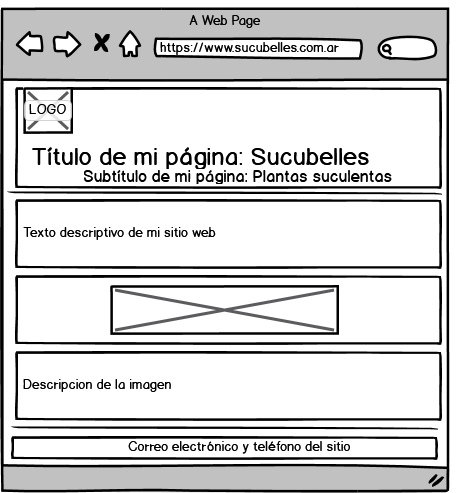 A Web Page
https://www.sucubelles.com.ar
LOGO
Título de mi página: Sucubelles
Subtítulo de mi página: Plantas suculentas
Texto descriptivo de mi sitio web
Descripcion de la imagen
Correo electrónico y teléfono del sitio